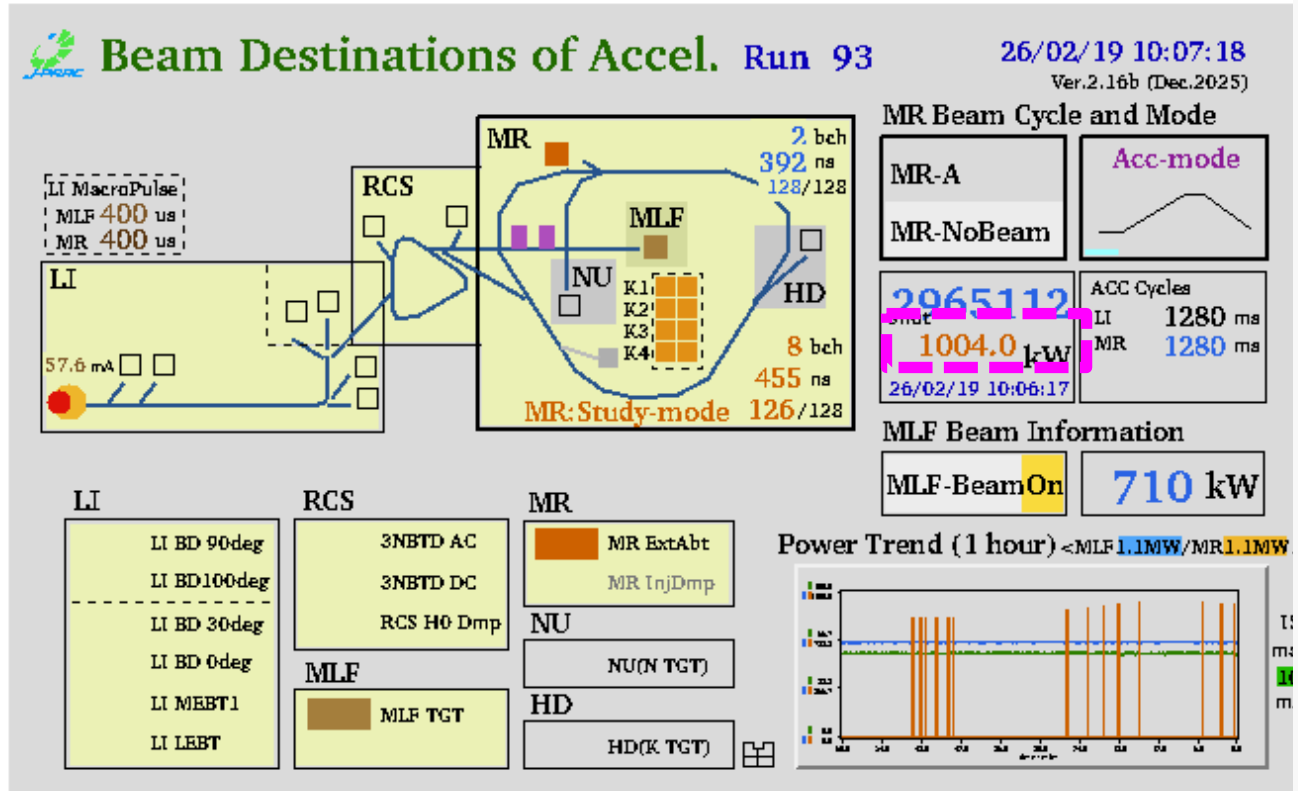 J-PARC
Beam Destinations of Accel. Run 93
26/02/19 10:07:18
Ver.2.16b (Dec.2025)
LI MacroPulse
MLF 400 us
MR 400 us
LI
57.6 mA
RCS
MR
2 bch
392 ns
128/128
MLF
NU
K1
K2
K3
K4
HD
8 bch
455 ns
MR:Study-mode 126/128
MR Beam Cycle and Mode
MR-A
MR-NoBeam
Acc-mode
2965112
shot
1004.0 kW
26/02/19 10:06:17
ACC Cycles
LI 1280 ms
MR 1280 ms
MLF Beam Information
MLF-BeamOn
710 kW
LI
LI BD 90deg
LI BD100deg
LI BD 30deg
LI BD 0deg
LI MEBT1
LI LEBT
RCS
3NBTD AC
3NBTD DC
RCS H0 Dmp
MLF
MLF TGT
MR
MR ExtAbt
MR InjDmp
NU
NU(N TGT)
HD
HD(K TGT)
Power Trend (1 hour) <MLF1.1MW/MR1.1MW